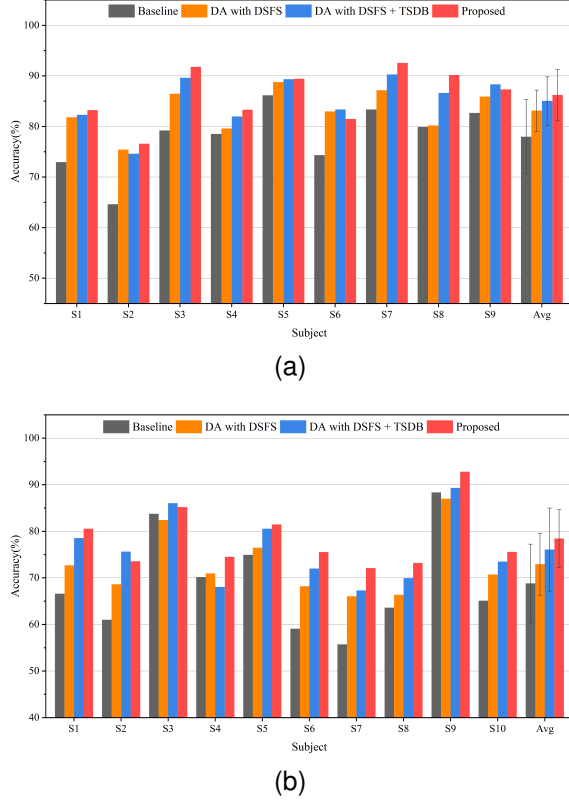 (a)
Baseline DA with DSFS DA with DSFS + TSDB Proposed
100
90
80
70
60
50
Accuracy(%)
S1 S2 S3 S4 S5 S6 S7 S8 S9 Avg
Subject
(a)
Baseline DA with DSFS DA with DSFS + TSDB Proposed
100
90
80
70
60
50
40
Accuracy(%)
S1 S2 S3 S4 S5 S6 S7 S8 S9 S10 Avg
Subject
(b)